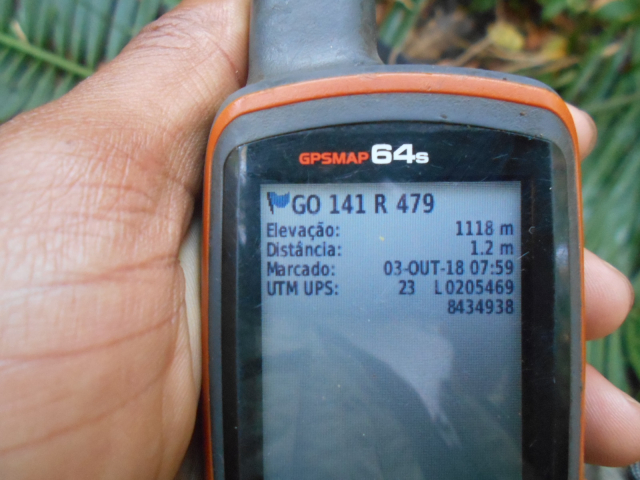 GPSMAP 64s
GO 141 R 479
Elevação: 1118 m
Distância: 1.2 m
Marcado: 03-OUT-18 07:59
UTM UPS: 23 L 0205469
8434938